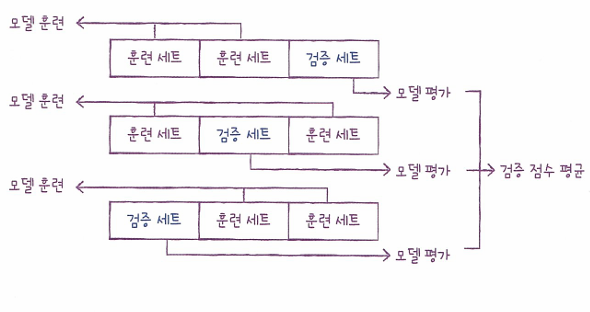 모델 훈련
훈련 세트 훈련 세트 검증 세트
모델 평가
모델 훈련
훈련 세트 검증 세트 훈련 세트
모델 평가
검증 점수 평균
모델 훈련
검증 세트 훈련 세트 훈련 세트
모델 평가